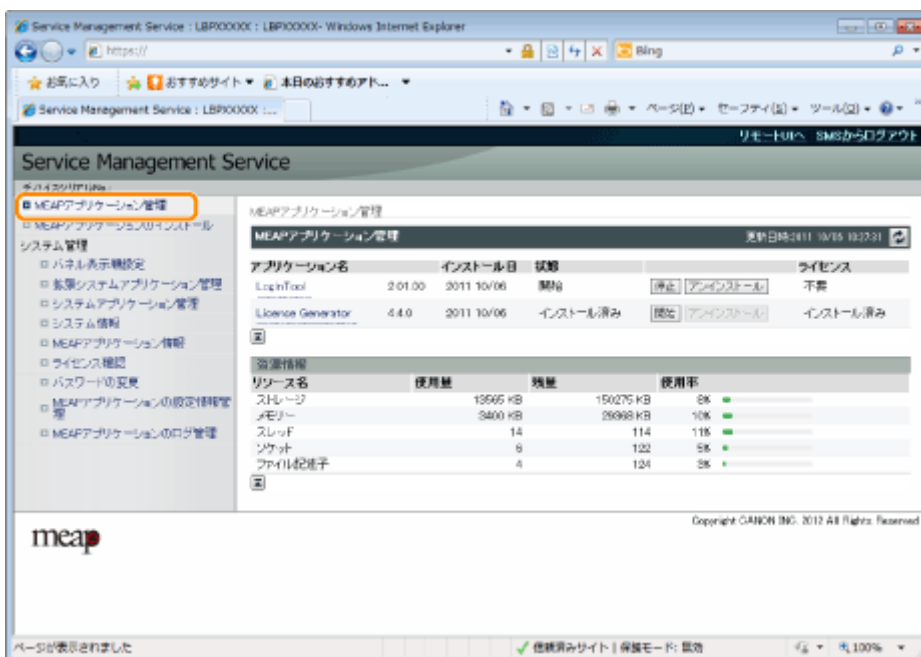 Service Management Service : LBPXXXXX : LBPXXXXX- Windows Internet Explorer
https://
Bing
お気に入り おすすめサイト 本日のおすすめアド...
Service Management Service : LBPXXXXX :...
ページ(P) セーフティ(S) ツール(O)
リモートUIへ SMSからログアウト
Service Management Service
デバイスシリアルNo.:
MEAPアプリケーション管理
MEAPアプリケーションのインストール
システム管理
パネル表示順設定
拡張システムアプリケーション管理
システムアプリケーション管理
システム情報
MEAPアプリケーション情報
ライセンス確認
パスワードの変更
MEAPアプリケーションの設定情報管理
MEAPアプリケーションのログ管理
MEAPアプリケーション管理
MEAPアプリケーション管理 更新日時:2011 10/06 10:27:31
アプリケーション名 インストール日 状態 ライセンス
LoginTool 2.01.00 2011 10/06 開始 停止 アンインストール 不要
Licence Generator 4.4.0 2011 10/06 インストール済み 開始 アンインストール インストール済み
資源情報
リソース名 使用量 残量 使用率
ストレージ 13565 KB 150275 KB 8%
メモリー 3400 KB 29368 KB 10%
スレッド 14 114 11%
ソケット 6 122 5%
ファイル記述子 4 124 3%
Copyright CANON INC. 2012 All Rights Reserved
meap
ページが表示されました 信頼済みサイト | 保護モード: 無効 100%